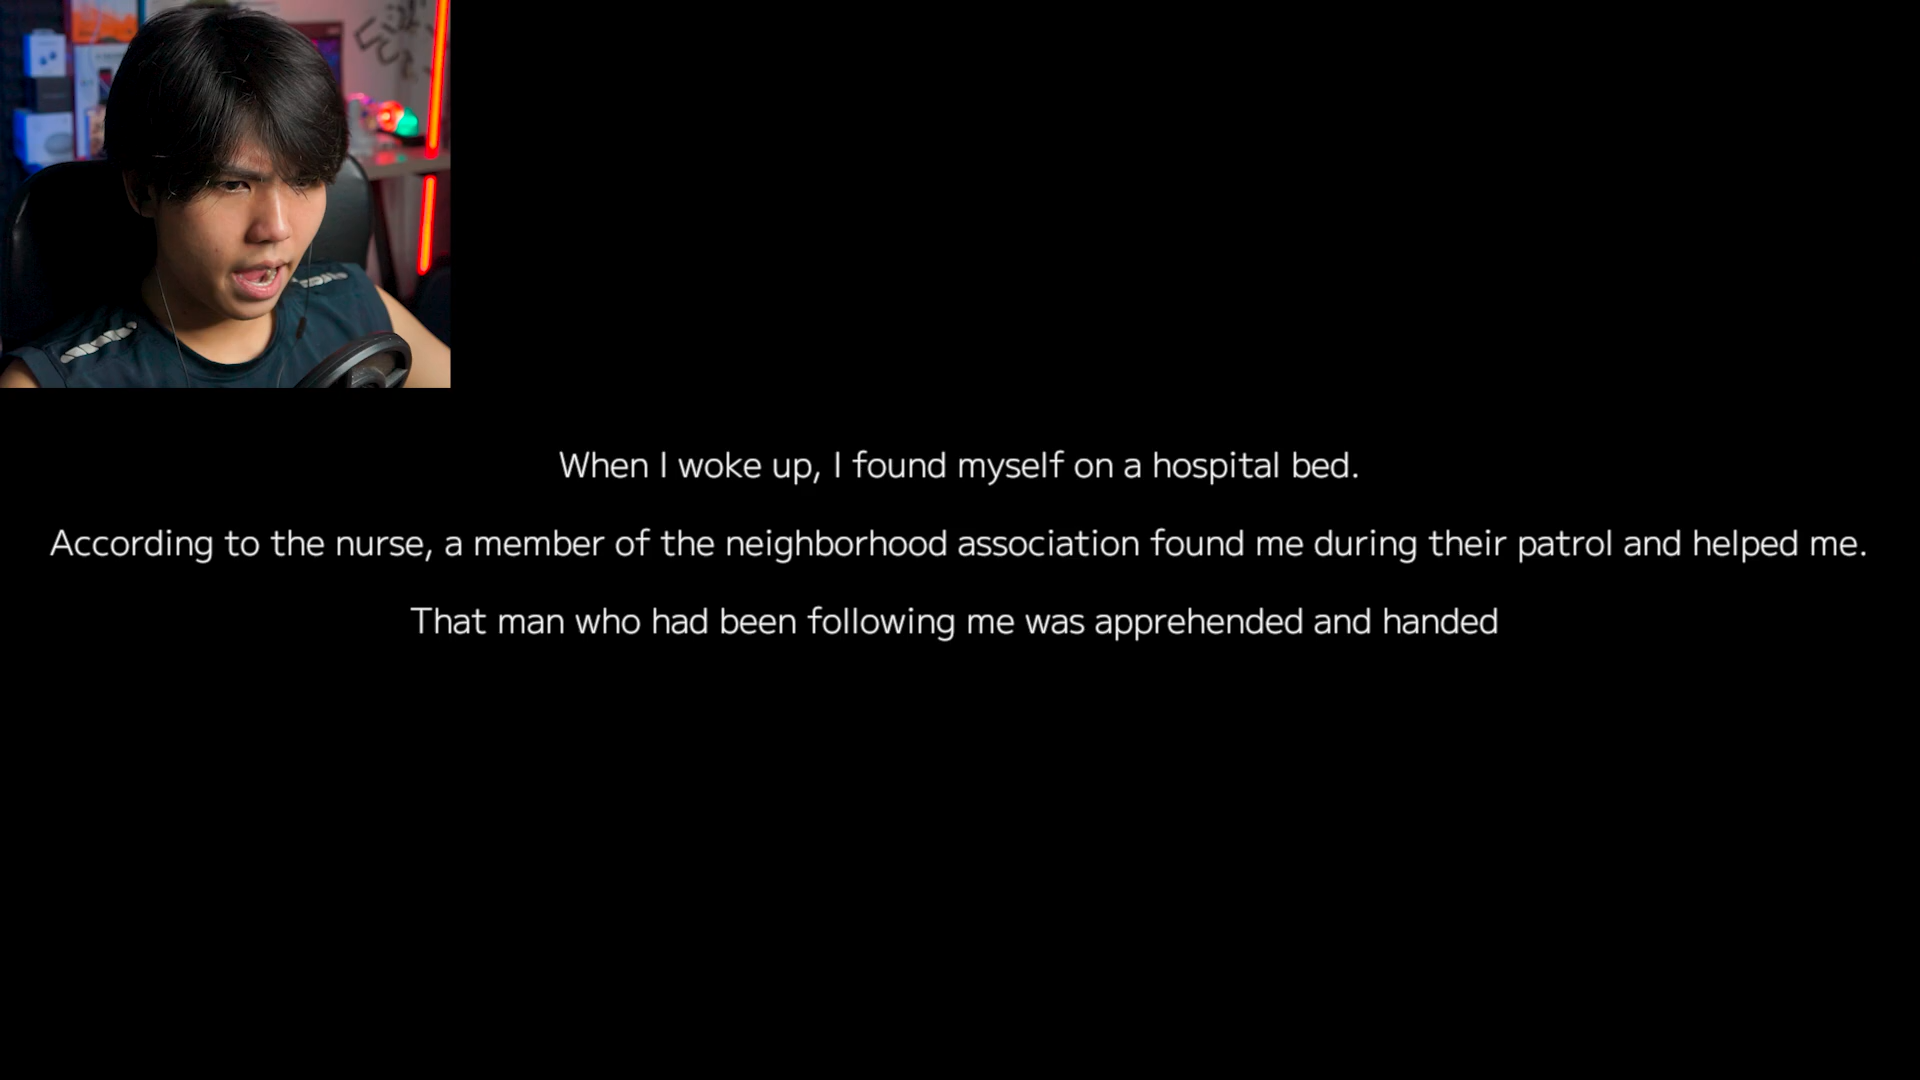 When I woke up, I found myself on a hospital bed.
According to the nurse, a member of the neighborhood association found me during their patrol and helped me.
That man who had been following me was apprehended and handed